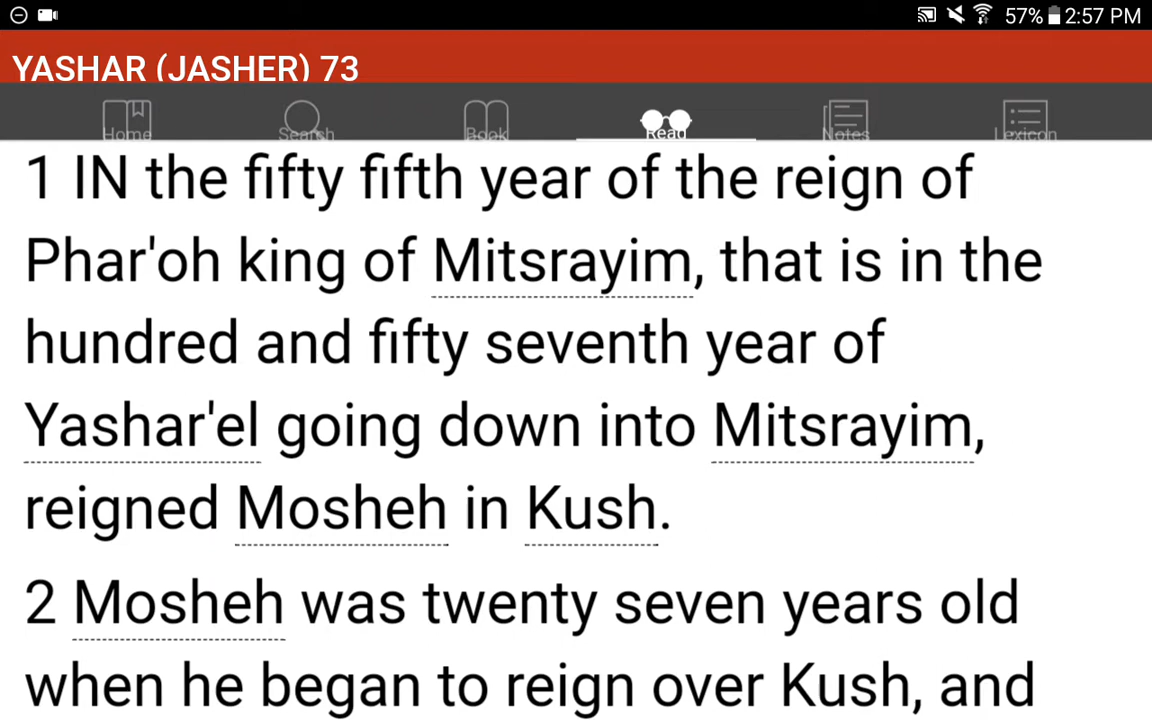 57% 2:57 PM
YASHAR (JASHER) 73
Home Search Book Read Notes Lexicon
1 IN the fifty fifth year of the reign of
Phar'oh king of Mitsrayim, that is in the
hundred and fifty seventh year of
Yashar'el going down into Mitsrayim,
reigned Mosheh in Kush.
2 Mosheh was twenty seven years old
when he began to reign over Kush, and